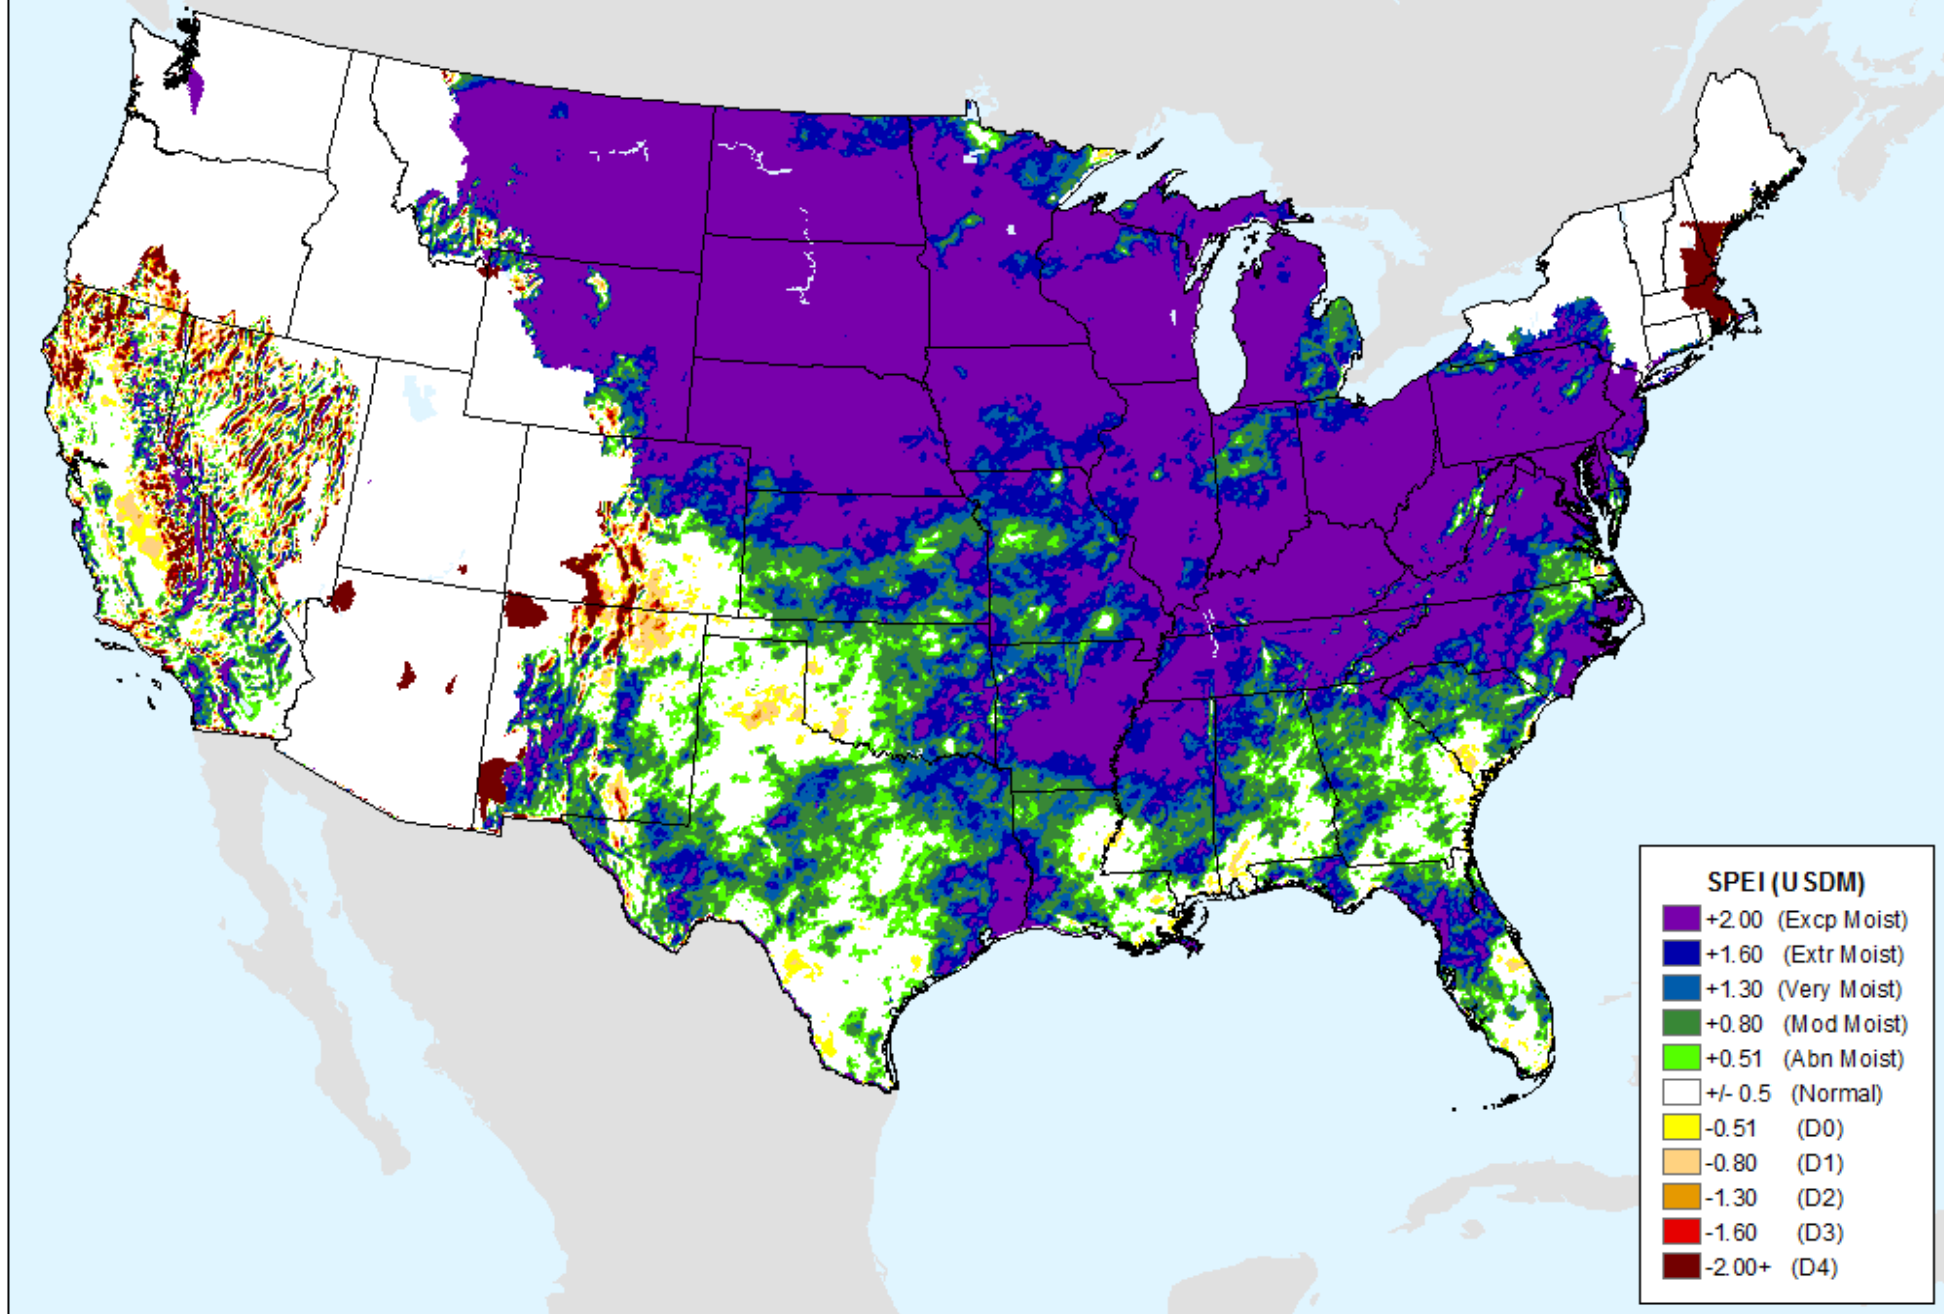 SPEI (USDM)
+2.00 (Excp Moist)
+1.60 (Extr Moist)
+1.30 (Very Moist)
+0.80 (Mod Moist)
+0.51 (Abn Moist)
+/- 0.5 (Normal)
-0.51 (D0)
-0.80 (D1)
-1.30 (D2)
-1.60 (D3)
-2.00+ (D4)